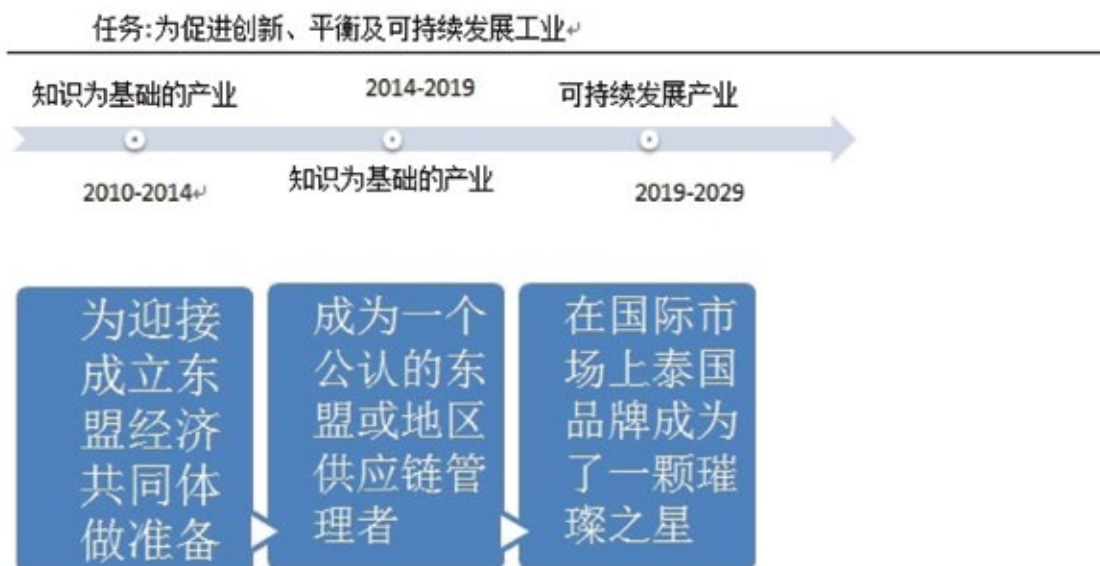 任务:为促进创新、平衡及可持续发展工业
知识为基础的产业
2014-2019
可持续发展产业
2010-2014
知识为基础的产业
2019-2029
为迎接
成立东
盟经济
共同体
做准备
成为一个
公认的东
盟或地区
供应链管
理者
在国际市
场上泰国
品牌成为
了一颗璀
璨之星